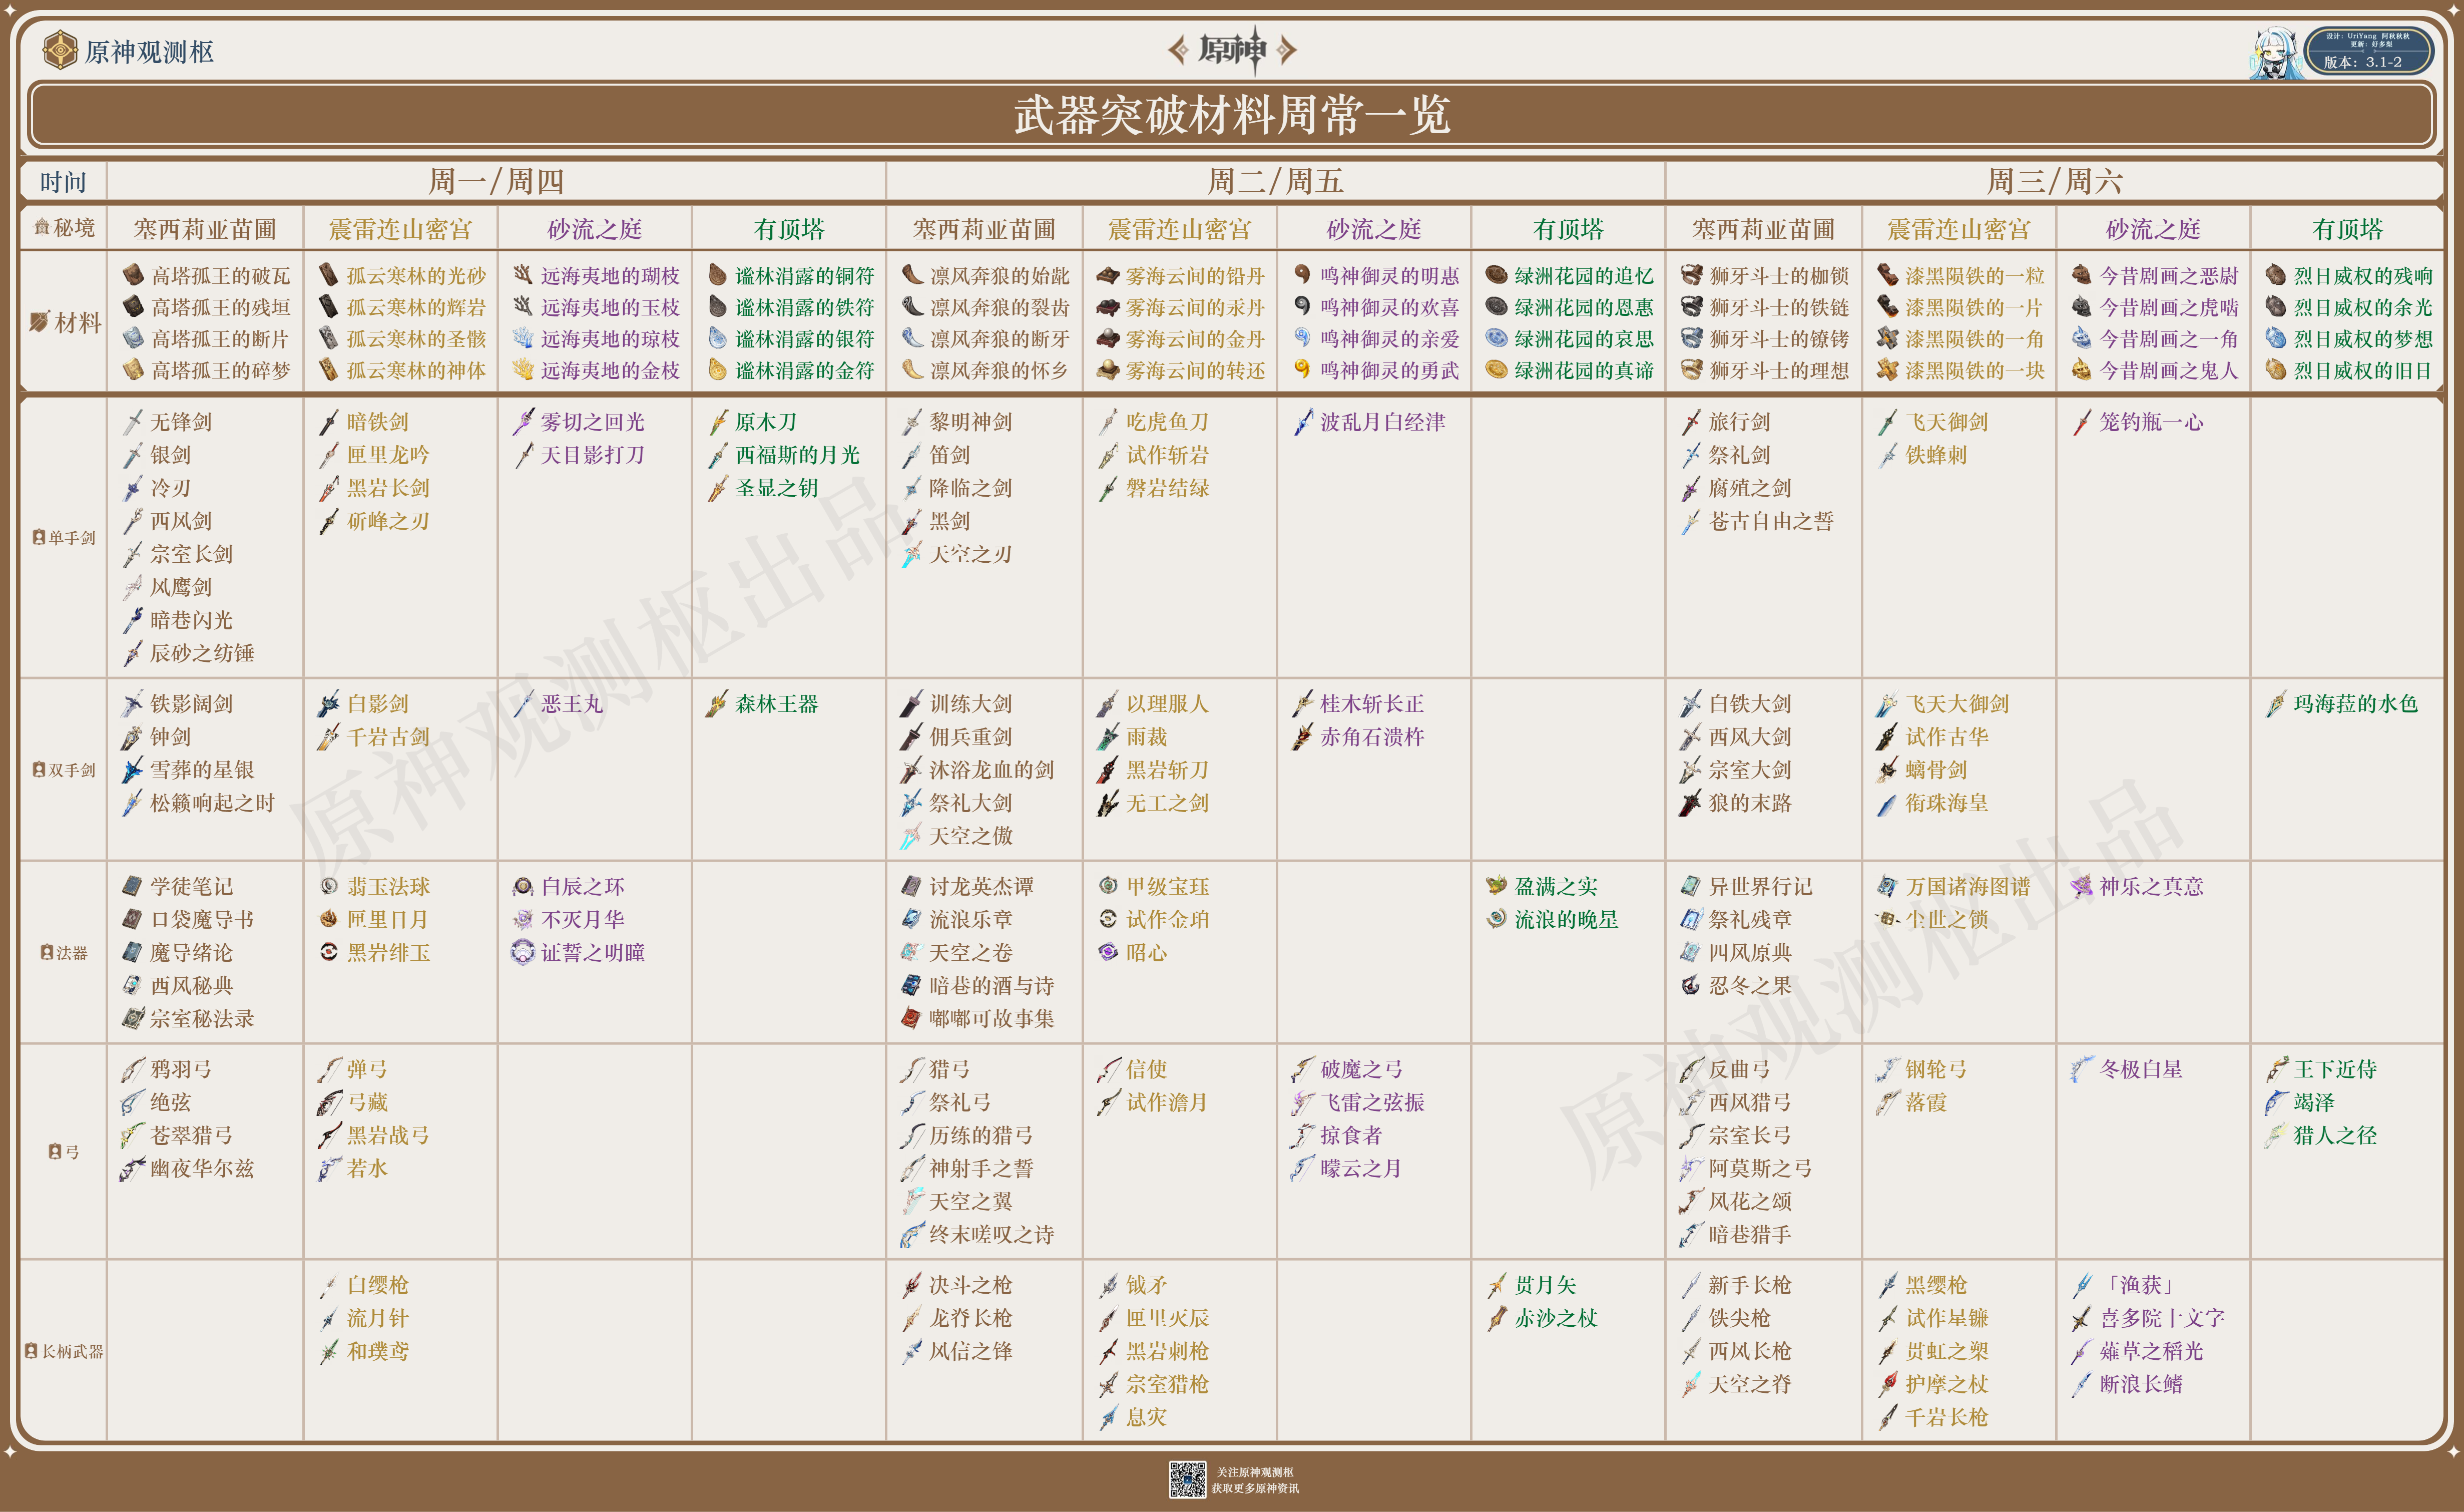 原神观测枢
原神
设计：UriYang 阿秋秋秋
版本：3.1-2
武器突破材料周常一览
时间 周一/周四 周二/周五 周三/周六
秘境 塞西莉亚苗圃 震雷连山密宫 砂流之庭 有顶塔 塞西莉亚苗圃 震雷连山密宫 砂流之庭 有顶塔 塞西莉亚苗圃 震雷连山密宫 砂流之庭 有顶塔
材料
高塔孤王的破瓦 孤云寒林的光砂 远海夷地的瑚枝 谧林涓露的铜符 凛风奔狼的始龀 雾海云间的铅丹 鸣神御灵的明惠 绿洲花园的追忆 狮牙斗士的枷锁 漆黑陨铁的一粒 今昔剧画之恶尉 烈日威权的残响
高塔孤王的残垣 孤云寒林的辉岩 远海夷地的玉枝 谧林涓露的铁符 凛风奔狼的裂齿 雾海云间的汞丹 鸣神御灵的欢喜 绿洲花园的恩惠 狮牙斗士的铁链 漆黑陨铁的一片 今昔剧画之虎啮 烈日威权的余光
高塔孤王的断片 孤云寒林的圣骸 远海夷地的琼枝 谧林涓露的银符 凛风奔狼的断牙 雾海云间的金丹 鸣神御灵的亲爱 绿洲花园的哀思 狮牙斗士的镣铐 漆黑陨铁的一角 今昔剧画之一角 烈日威权的梦想
高塔孤王的碎梦 孤云寒林的神体 远海夷地的金枝 谧林涓露的金符 凛风奔狼的怀乡 雾海云间的转还 鸣神御灵的勇武 绿洲花园的真谛 狮牙斗士的理想 漆黑陨铁的一块 今昔剧画之鬼人 烈日威权的旧日
单手剑
无锋剑 暗铁剑 雾切之回光 原木刀 黎明神剑 吃虎鱼刀 波乱月白经津 旅行剑 飞天御剑 笼钓瓶一心
银剑 匣里龙吟 天目影打刀 西福斯的月光 笛剑 试作斩岩 祭礼剑 铁蜂刺
冷刃 黑岩长剑 圣显之钥 降临之剑 磐岩结绿 腐殖之剑
西风剑 斫峰之刃 黑剑 苍古自由之誓
宗室长剑 天空之刃
风鹰剑
暗巷闪光
辰砂之纺锤
双手剑
铁影阔剑 白影剑 恶王丸 森林王器 训练大剑 以理服人 桂木斩长正 白铁大剑 飞天大御剑 玛海菈的水色
钟剑 千岩古剑 佣兵重剑 雨裁 赤角石溃杵 西风大剑 试作古华
雪葬的星银 沐浴龙血的剑 黑岩斩刀 宗室大剑 螭骨剑
松籁响起之时 祭礼大剑 无工之剑 狼的末路 衔珠海皇
天空之傲
法器
学徒笔记 翡玉法球 白辰之环 讨龙英杰谭 甲级宝珏 盈满之实 异世界行记 万国诸海图谱 神乐之真意
口袋魔导书 匣里日月 不灭月华 流浪乐章 试作金珀 流浪的晚星 祭礼残章 尘世之锁
魔导绪论 黑岩绯玉 证誓之明瞳 天空之卷 昭心 四风原典
西风秘典 暗巷的酒与诗 忍冬之果
宗室秘法录 嘟嘟可故事集
弓
鸦羽弓 弹弓 猎弓 信使 破魔之弓 反曲弓 钢轮弓 冬极白星 王下近侍
绝弦 弓藏 祭礼弓 试作澹月 飞雷之弦振 西风猎弓 落霞 竭泽
苍翠猎弓 黑岩战弓 历练的猎弓 掠食者 宗室长弓 猎人之径
幽夜华尔兹 若水 神射手之誓 曚云之月 阿莫斯之弓
天空之翼 风花之颂
终末嗟叹之诗 暗巷猎手
长柄武器
白缨枪 决斗之枪 钺矛 贯月矢 新手长枪 黑缨枪 「渔获」
流月针 龙脊长枪 匣里灭辰 赤沙之杖 铁尖枪 试作星镰 喜多院十文字
和璞鸢 风信之锋 黑岩刺枪 西风长枪 贯虹之槊 薙草之稻光
宗室猎枪 天空之脊 护摩之杖 断浪长鳍
息灾 千岩长枪
原神观测枢出品
原神观测枢出品
关注原神观测枢
获取更多原神资讯